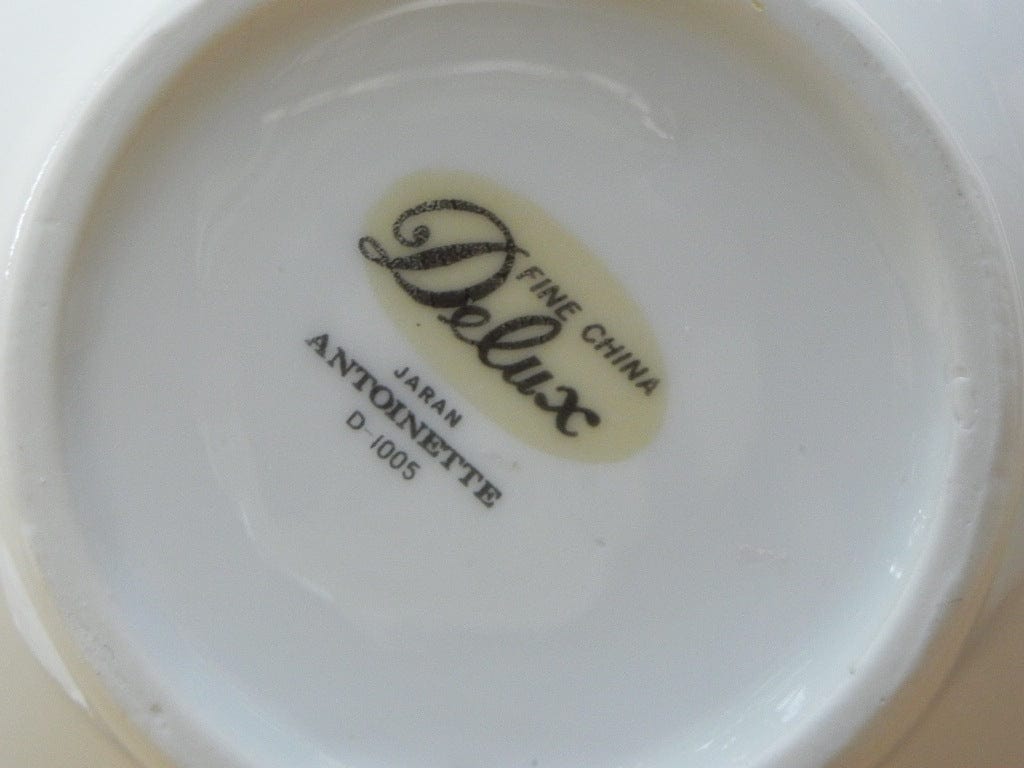 FINE CHINA
Delux
JARAN
ANTOINETTE
D-1005